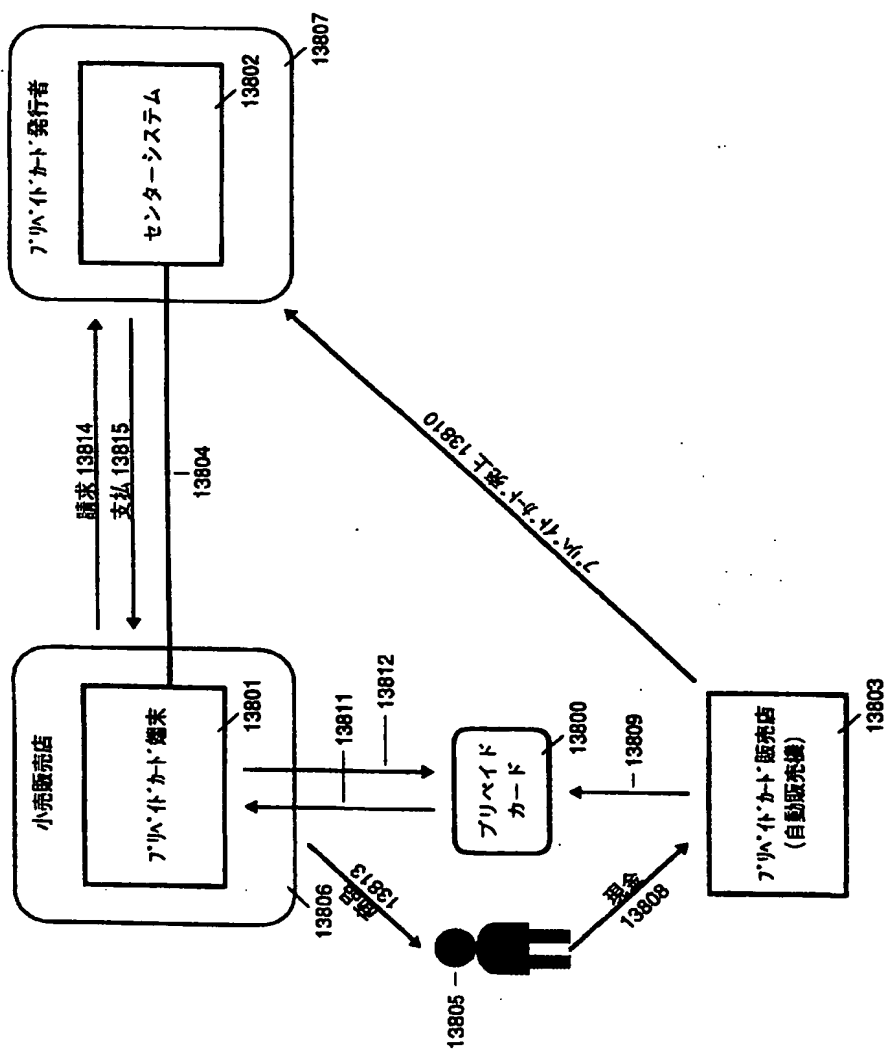 小売販売店
ﾌﾟﾘﾍﾟｲﾄﾞｶｰﾄﾞ端末
13801
13806
請求 13814
支払 13815
13804
ﾌﾟﾘﾍﾟｲﾄﾞｶｰﾄﾞ発行者
センターシステム
13802
13807
商品
13813
13811
13812
13805
プリペイド
カード
13800
現金
13808
13809
ﾌﾟﾘﾍﾟｲﾄﾞｶｰﾄﾞ売上 13810
ﾌﾟﾘﾍﾟｲﾄﾞｶｰﾄﾞ販売店
(自動販売機)
13803